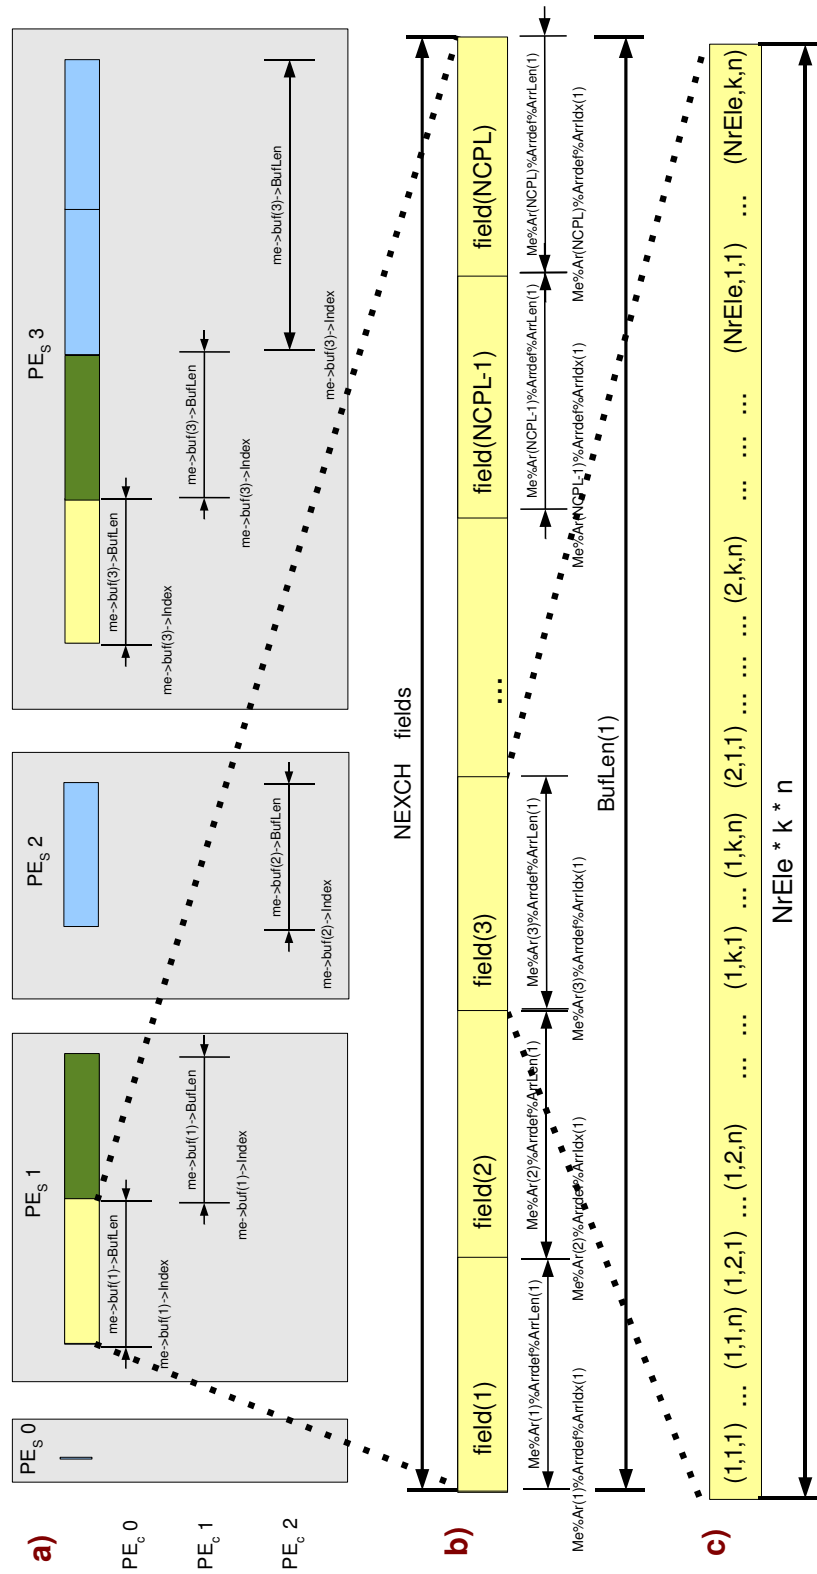 a)
PEs 0
PEs 1
PEs 2
PEs 3
PEc 0
me->buf(1)->BufLen
me->buf(1)->Index
me->buf(3)->BufLen
me->buf(3)->Index
PEc 1
me->buf(1)->BufLen
me->buf(1)->Index
me->buf(3)->BufLen
me->buf(3)->Index
PEc 2
me->buf(2)->BufLen
me->buf(2)->Index
me->buf(3)->BufLen
me->buf(3)->Index
NEXCH fields
b)
field(1)
field(2)
field(3)
...
field(NCPL-1)
field(NCPL)
Me%Ar(1)%Arrdef%ArrLen(1)
Me%Ar(2)%Arrdef%ArrLen(1)
Me%Ar(3)%Arrdef%ArrLen(1)
Me%Ar(NCPL-1)%Arrdef%ArrLen(1)
Me%Ar(NCPL)%Arrdef%ArrLen(1)
Me%Ar(1)%Arrdef%ArrIdx(1)
Me%Ar(2)%Arrdef%ArrIdx(1)
Me%Ar(3)%Arrdef%ArrIdx(1)
Me%Ar(NCPL-1)%Arrdef%ArrIdx(1)
Me%Ar(NCPL)%Arrdef%ArrIdx(1)
BufLen(1)
c)
(1,1,1) ... (1,1,n) (1,2,1) ... (1,2,n) ... ... (1,k,1) ... (1,k,n) (2,1,1) ... ... ... (2,k,n) ... ... ... (NrEle,1,1) ... (NrEle,k,n)
NrEle * k * n